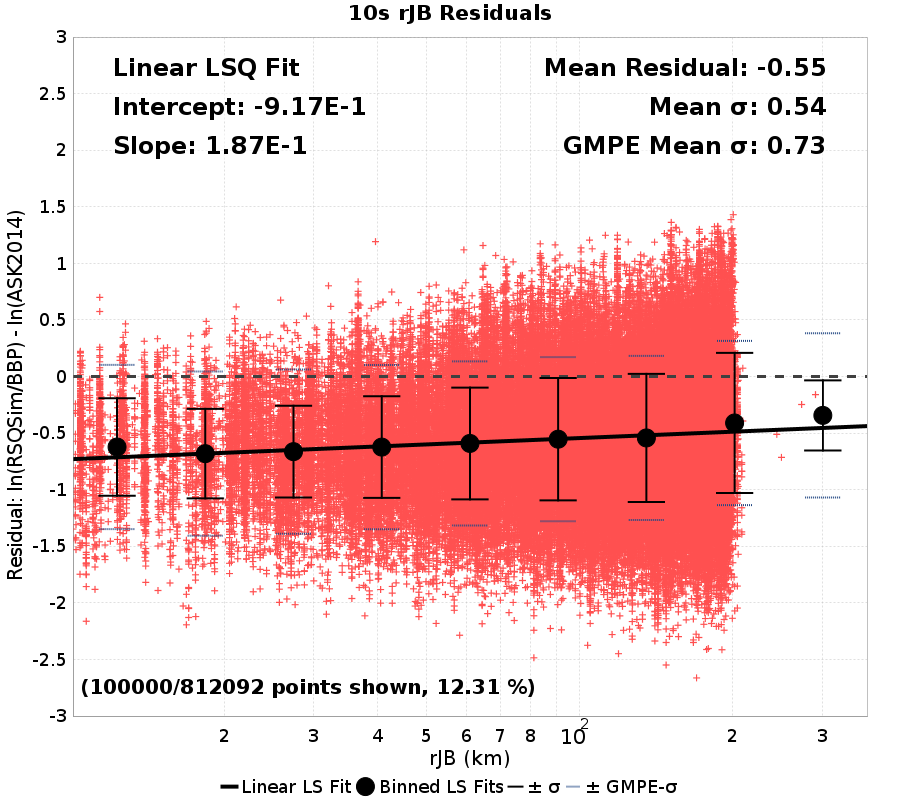 10s rJB Residuals
Linear LSQ Fit
Intercept: -9.17E-1
Slope: 1.87E-1
Mean Residual: -0.55
Mean σ: 0.54
GMPE Mean σ: 0.73
Residual: ln(RSQSim/BBP) - ln(ASK2014)
3
2.5
2
1.5
1
0.5
0
-0.5
-1
-1.5
-2
-2.5
-3
(100000/812092 points shown, 12.31 %)
2 3 4 5 6 7 8 10^2 2 3
rJB (km)
Linear LS Fit Binned LS Fits ± σ ± GMPE-σ